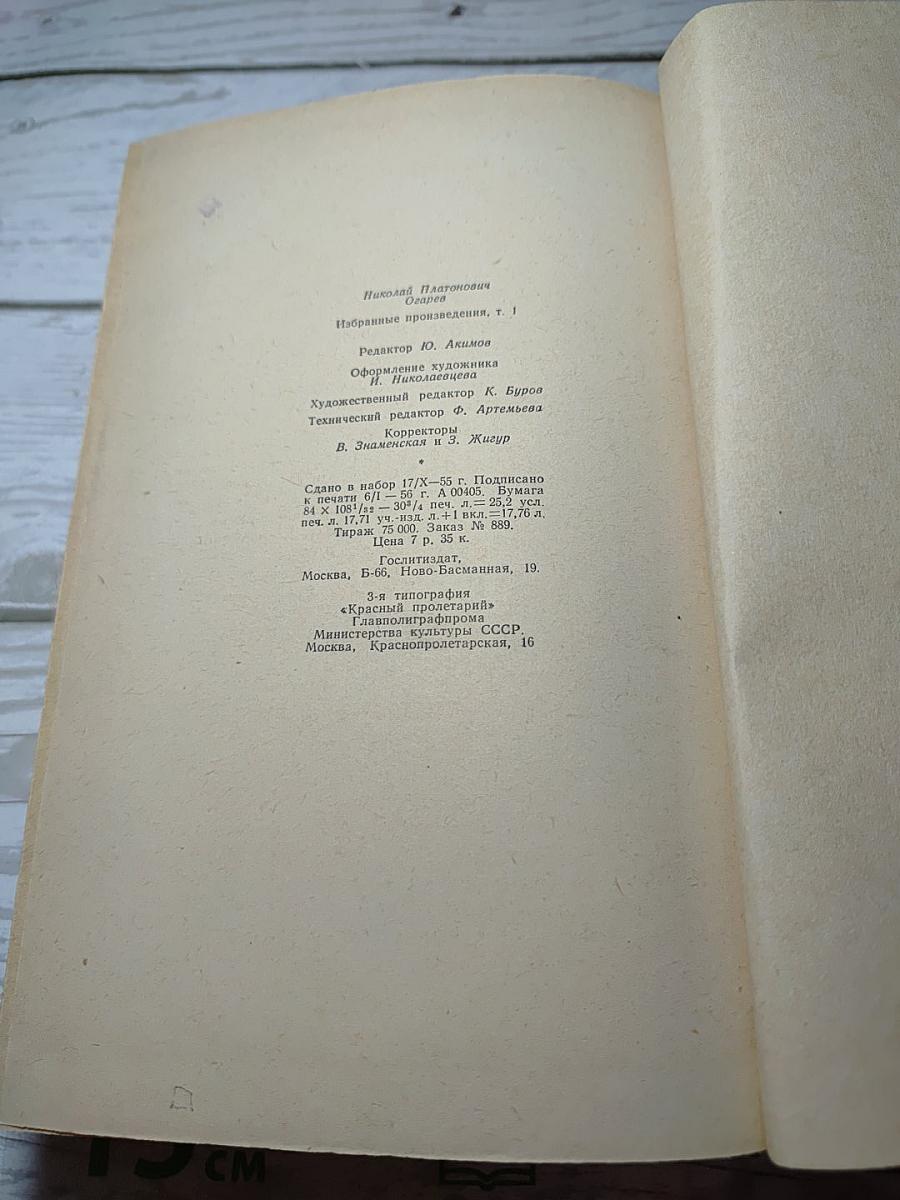 Николай Платонович
Огарев
Избранные произведения, т. 1
Редактор Ю. Акимов
Оформление художника
И. Николаевцева
Художественный редактор К. Буров
Технический редактор Ф. Артемьева
Корректоры
В. Знаменская и З. Жигур
*
Сдано в набор 17/X—55 г. Подписано
к печати 6/I — 56 г. А 00405. Бумага
84 × 108¹/₃₂ — 30³/₄ печ. л.= 25,2 усл.
печ. л. 17,71 уч.-изд. л.+1 вкл.=17,76 л.
Тираж 75 000. Заказ № 889.
Цена 7 р. 35 к.
Гослитиздат,
Москва, Б-66, Ново-Басманная, 19.
3-я типография
«Красный пролетарий»
Главполиграфпрома
Министерства культуры СССР.
Москва, Краснопролетарская, 16
15 см